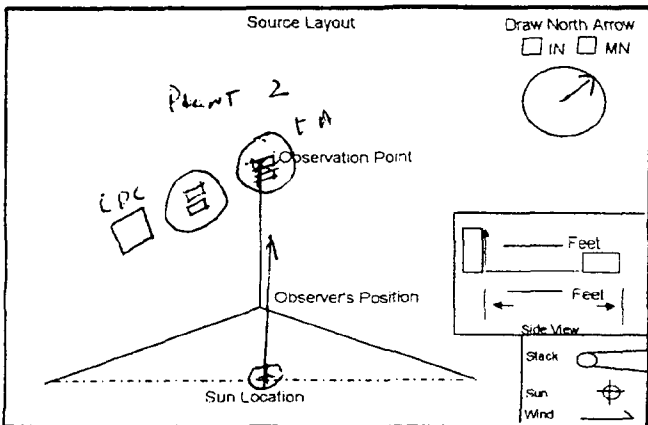 Source Layout
Draw North Arrow
IN MN
Plant 2
Observation Point
Feet
Observer's Position
Feet
Side View
Stack
Sun Location
Sun
Wind